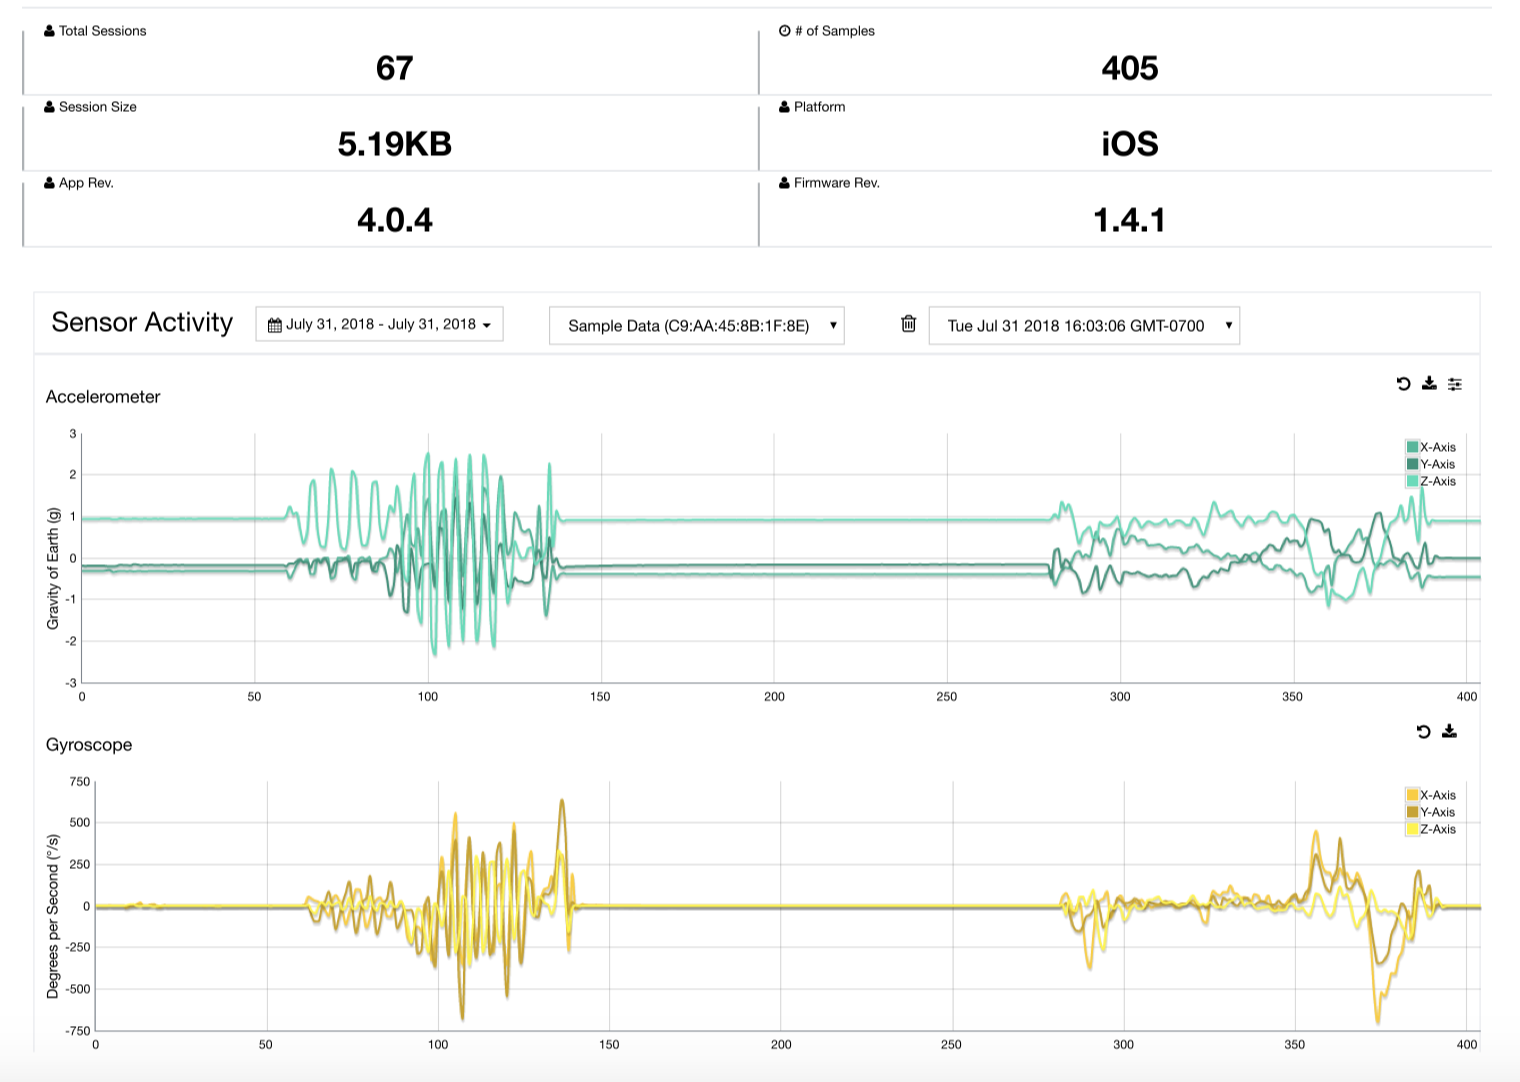 Total Sessions
67
# of Samples
405
Session Size
5.19KB
Platform
iOS
App Rev.
4.0.4
Firmware Rev.
1.4.1
Sensor Activity
July 31, 2018 - July 31, 2018
Sample Data (C9:AA:45:8B:1F:8E)
Tue Jul 31 2018 16:03:06 GMT-0700
Accelerometer
Gravity of Earth (g)
3
2
1
0
-1
-2
-3
0 50 100 150 200 250 300 350 400
X-Axis
Y-Axis
Z-Axis
Gyroscope
Degrees per Second (°/s)
750
500
250
0
-250
-500
-750
0 50 100 150 200 250 300 350 400
X-Axis
Y-Axis
Z-Axis